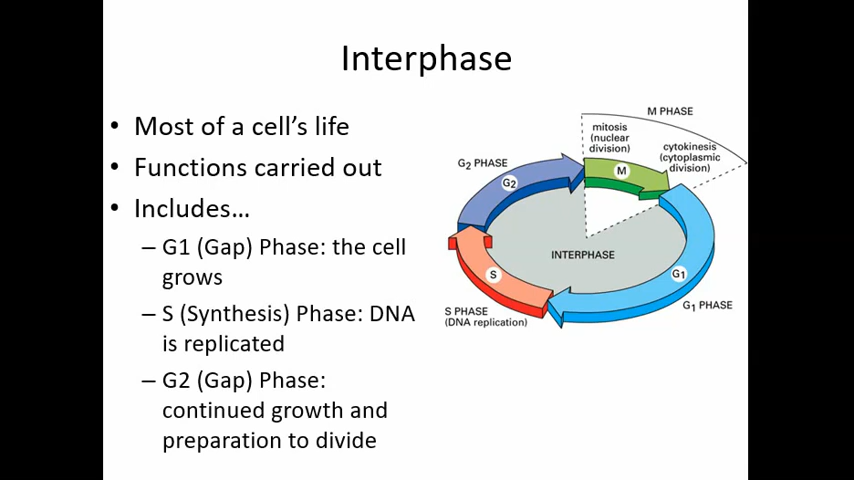 Interphase
• Most of a cell's life
• Functions carried out
• Includes…
– G1 (Gap) Phase: the cell
grows
– S (Synthesis) Phase: DNA
is replicated
– G2 (Gap) Phase:
continued growth and
preparation to divide
M PHASE
mitosis
(nuclear
division)
cytokinesis
(cytoplasmic
division)
G2 PHASE
G2
M
INTERPHASE
S
G1
G1 PHASE
S PHASE
(DNA replication)